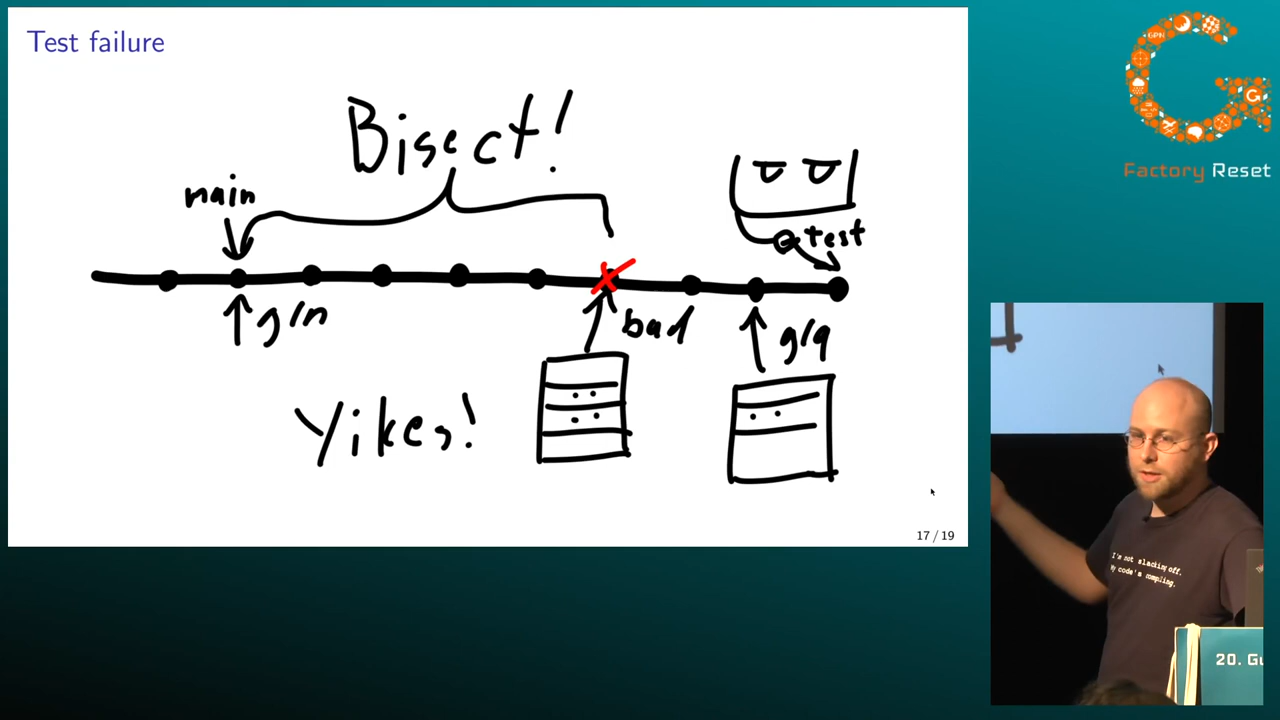 Test failure
Bisect!
main
test
g/n
bad
g/q
Yikes!
17 / 19
GPN
Factory Reset
I'm not slacking off.
My code's compiling.
20. Gu